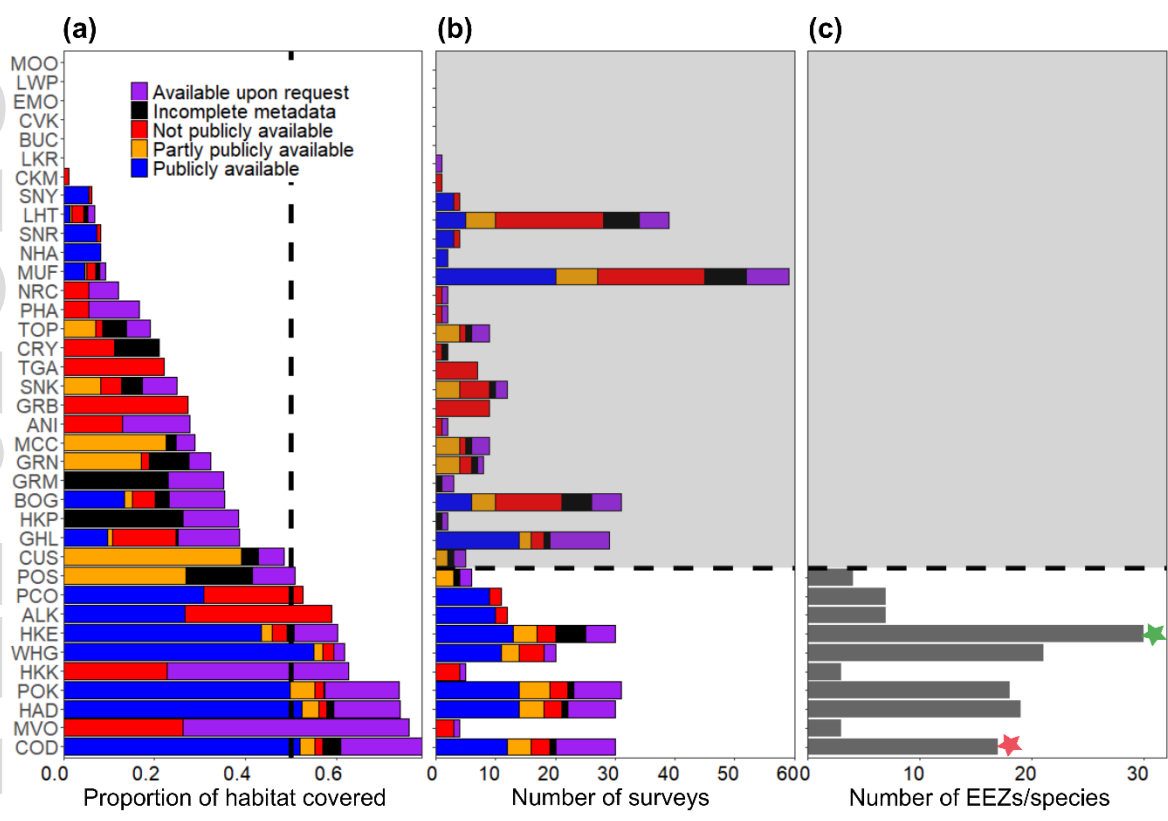 (a)
(b)
(c)
MOO
LWP
EMO
CVK
BUC
LKR
CKM
SNY
LHT
SNR
NHA
MUF
NRC
PHA
TOP
CRY
TGA
SNK
GRB
ANI
MCC
GRN
GRM
BOG
HKP
GHL
CUS
POS
PCO
ALK
HKE
WHG
HKK
POK
HAD
MVO
COD
Available upon request
Incomplete metadata
Not publicly available
Partly publicly available
Publicly available
0.0 0.2 0.4 0.6
0 10 20 30 40 50 60
0 10 20 30
Proportion of habitat covered
Number of surveys
Number of EEZs/species